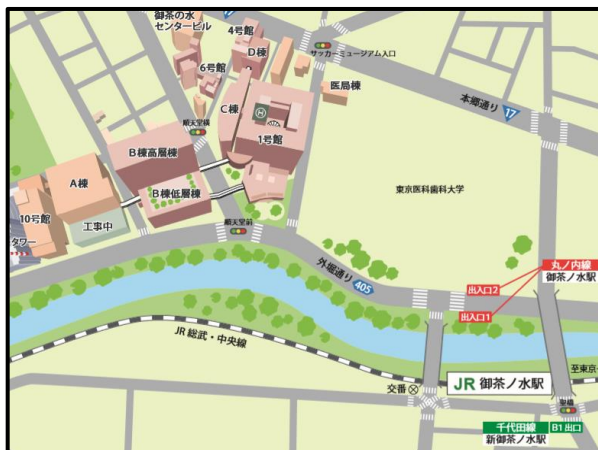 御茶の水
センタービル
4号館
D棟
6号館
C棟
1号館
サッカーミュージアム入口
医局棟
本郷通り
17
順天堂横
B棟高層棟
B棟低層棟
A棟
工事中
10号館
タワー
東京医科歯科大学
順天堂前
外堀通り
405
丸ノ内線
御茶ノ水駅
出入口2
出入口1
JR 総武・中央線
至東京
交番
JR 御茶ノ水駅
聖橋
千代田線
新御茶ノ水駅
B1出口